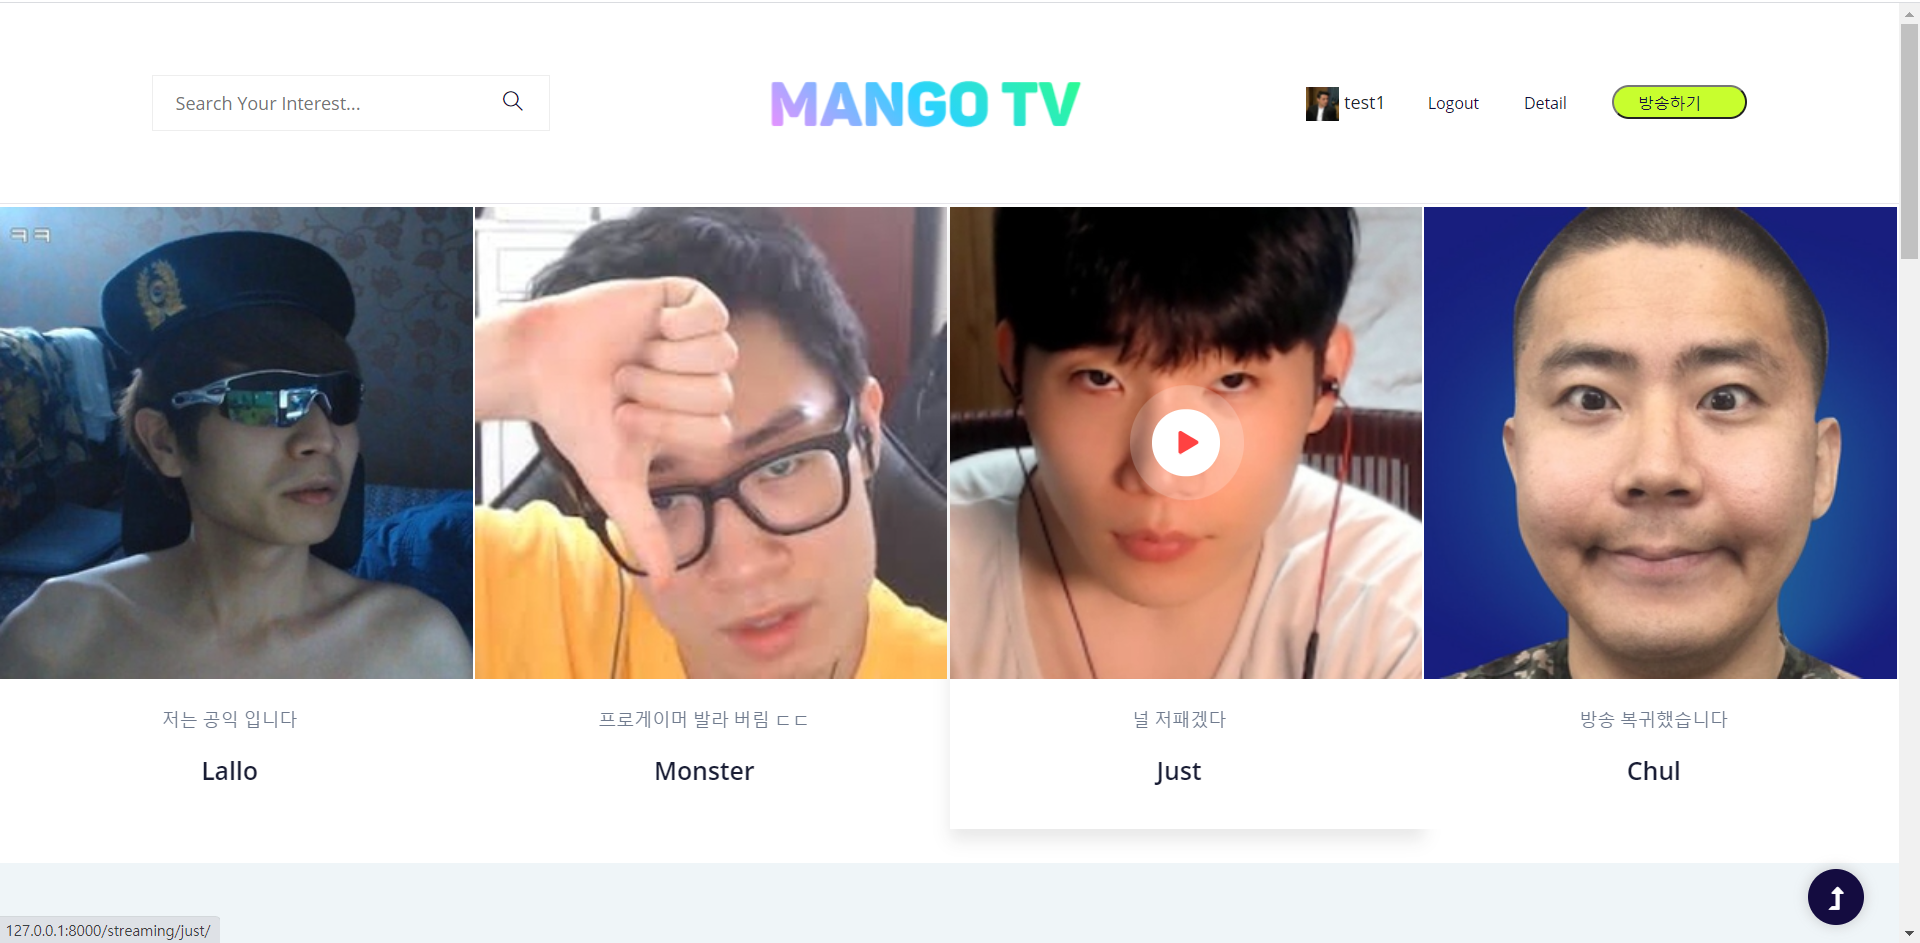 Search Your Interest...
MANGO TV
test1
Logout
Detail
방송하기
ㅋㅋ
저는 공익 입니다
Lallo
프로게이머 발라 버림 ㄷㄷ
Monster
널 저패겠다
Just
방송 복귀했습니다
Chul
127.0.0.1:8000/streaming/just/